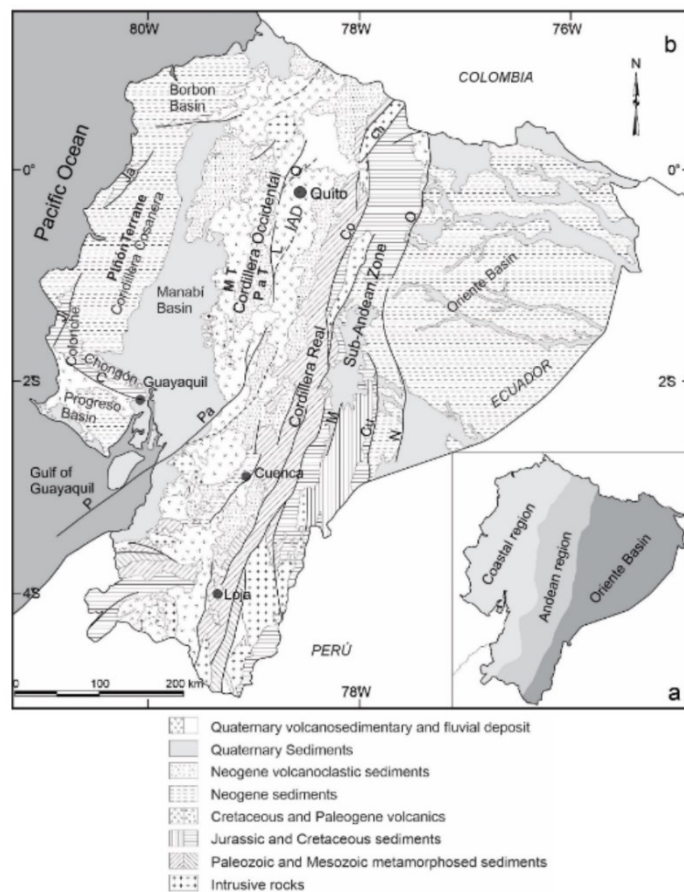 80W
78W
76W
b
COLOMBIA
N
Borbon
Basin
Pacific Ocean
0°
0°
Ja
Ch
Q
Quito
Cordillera Occidental
IAD
Co
O
Piñón Terrane
Cordillera Cosanera
L
M T
P a T
Sub-Andean Zone
Oriente Basin
Manabí
Basin
Cordillera Real
Colonche
Chongón
C
Guayaquil
2S
2S
ECUADOR
Progreso
Basin
Pa
M
Cu
N
Gulf of
Guayaquil
P
Cuenca
Coastal region
Andean region
Oriente Basin
4S
Loja
PERÚ
0
100
200 km
78W
a
Quaternary volcanosedimentary and fluvial deposit
Quaternary Sediments
Neogene volcanoclastic sediments
Neogene sediments
Cretaceous and Paleogene volcanics
Jurassic and Cretaceous sediments
Paleozoic and Mesozoic metamorphosed sediments
Intrusive rocks